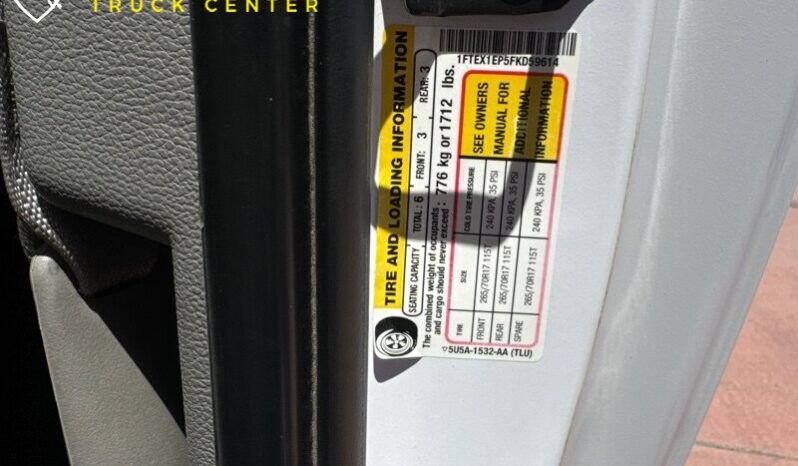 TRUCK CENTER
1FTEX1EP5FKD59614
TIRE AND LOADING INFORMATION
SEATING CAPACITY TOTAL: 6 FRONT: 3 REAR: 3
The combined weight of occupants
and cargo should never exceed: 776 kg or 1712 lbs.
TIRE SIZE COLD TIRE PRESSURE SEE OWNERS
FRONT 265/70R17 115T 240 KPA, 35 PSI MANUAL FOR
REAR 265/70R17 115T 240 KPA, 35 PSI ADDITIONAL
SPARE 265/70R17 115T 240 KPA, 35 PSI INFORMATION
5U5A-1532-AA (TLU)